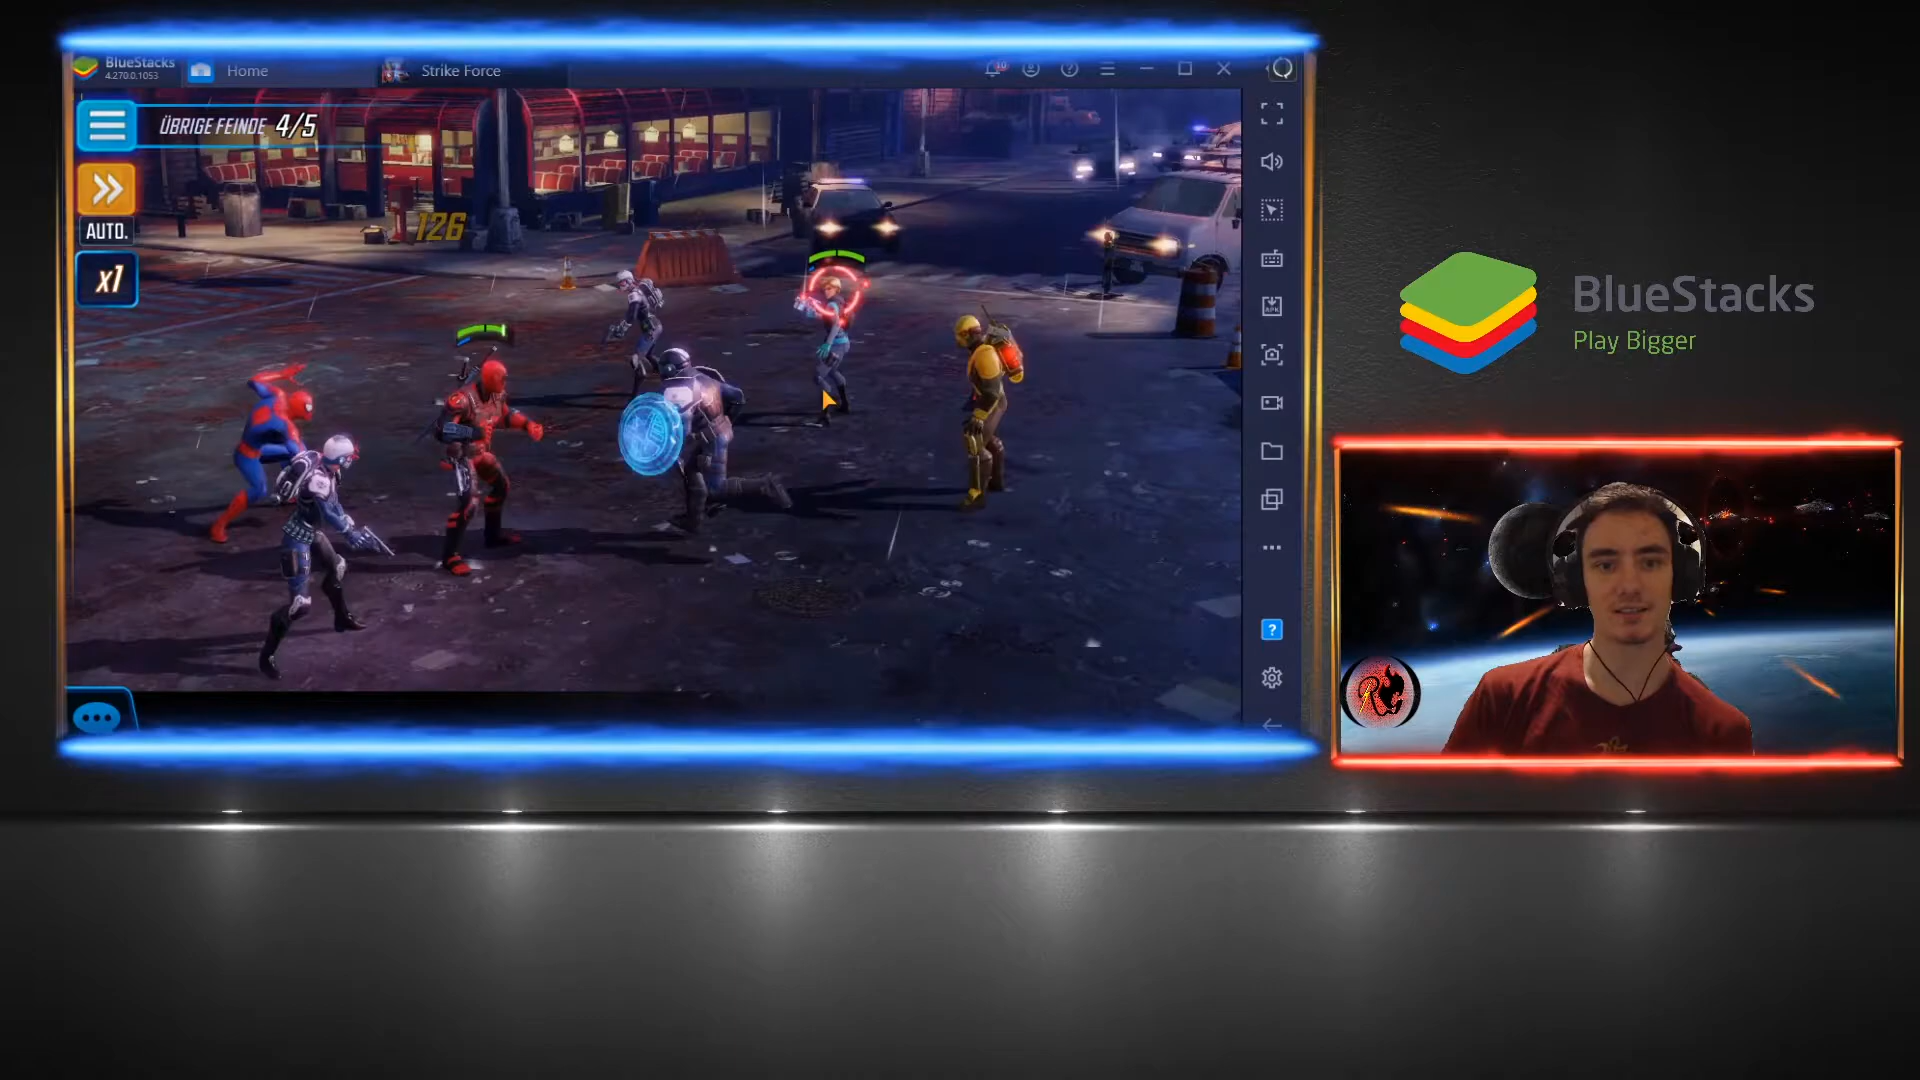 BlueStacks
4.270.0.1053
Home
Strike Force
ÜBRIGE FEINDE 4/5
AUTO.
x1
126
BlueStacks
Play Bigger